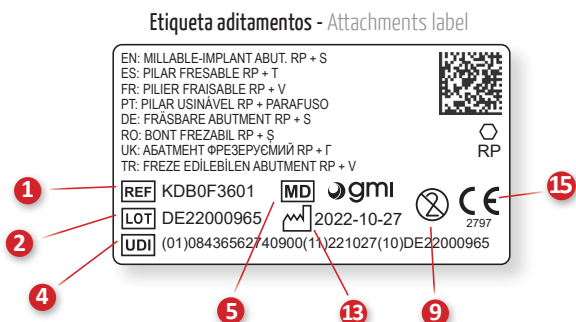 Etiqueta aditamentos - Attachments label
EN: MILLABLE-IMPLANT ABUT. RP + S
ES: PILAR FRESABLE RP + T
FR: PILIER FRAISABLE RP + V
PT: PILAR USINÁVEL RP + PARAFUSO
DE: FRÄSBARE ABUTMENT RP + S
RO: BONT FREZABIL RP + Ș
UK: АБАТМЕНТ ФРЕЗЕРУЄМИЙ RP + Г
TR: FREZE EDİLEBİLEN ABUTMENT RP + V
RP
1 REF KDB0F3601 MD gmi 15
2 LOT DE22000965 2022-10-27 2 CE 2797
4 UDI (01)08436562740900(11)221027(10)DE22000965
5 13 9